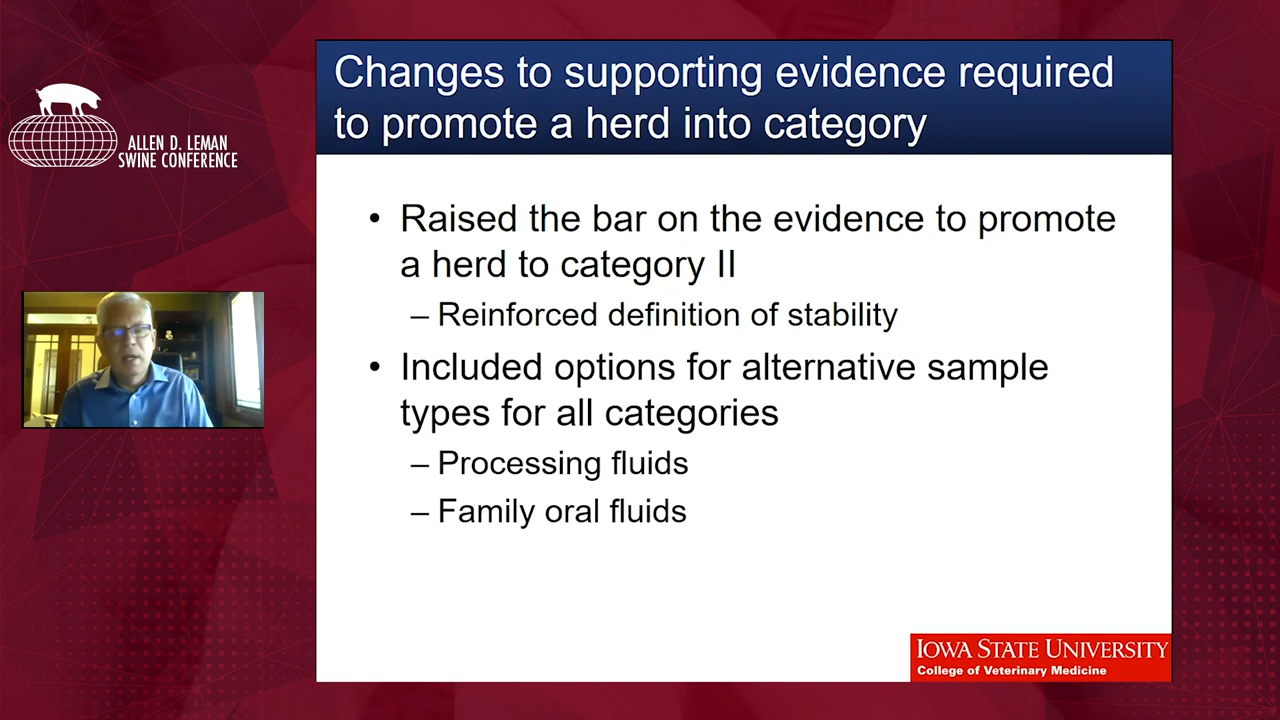 ALLEN D. LEMAN
SWINE CONFERENCE
Changes to supporting evidence required
to promote a herd into category
• Raised the bar on the evidence to promote
a herd to category II
– Reinforced definition of stability
• Included options for alternative sample
types for all categories
– Processing fluids
– Family oral fluids
IOWA STATE UNIVERSITY
College of Veterinary Medicine